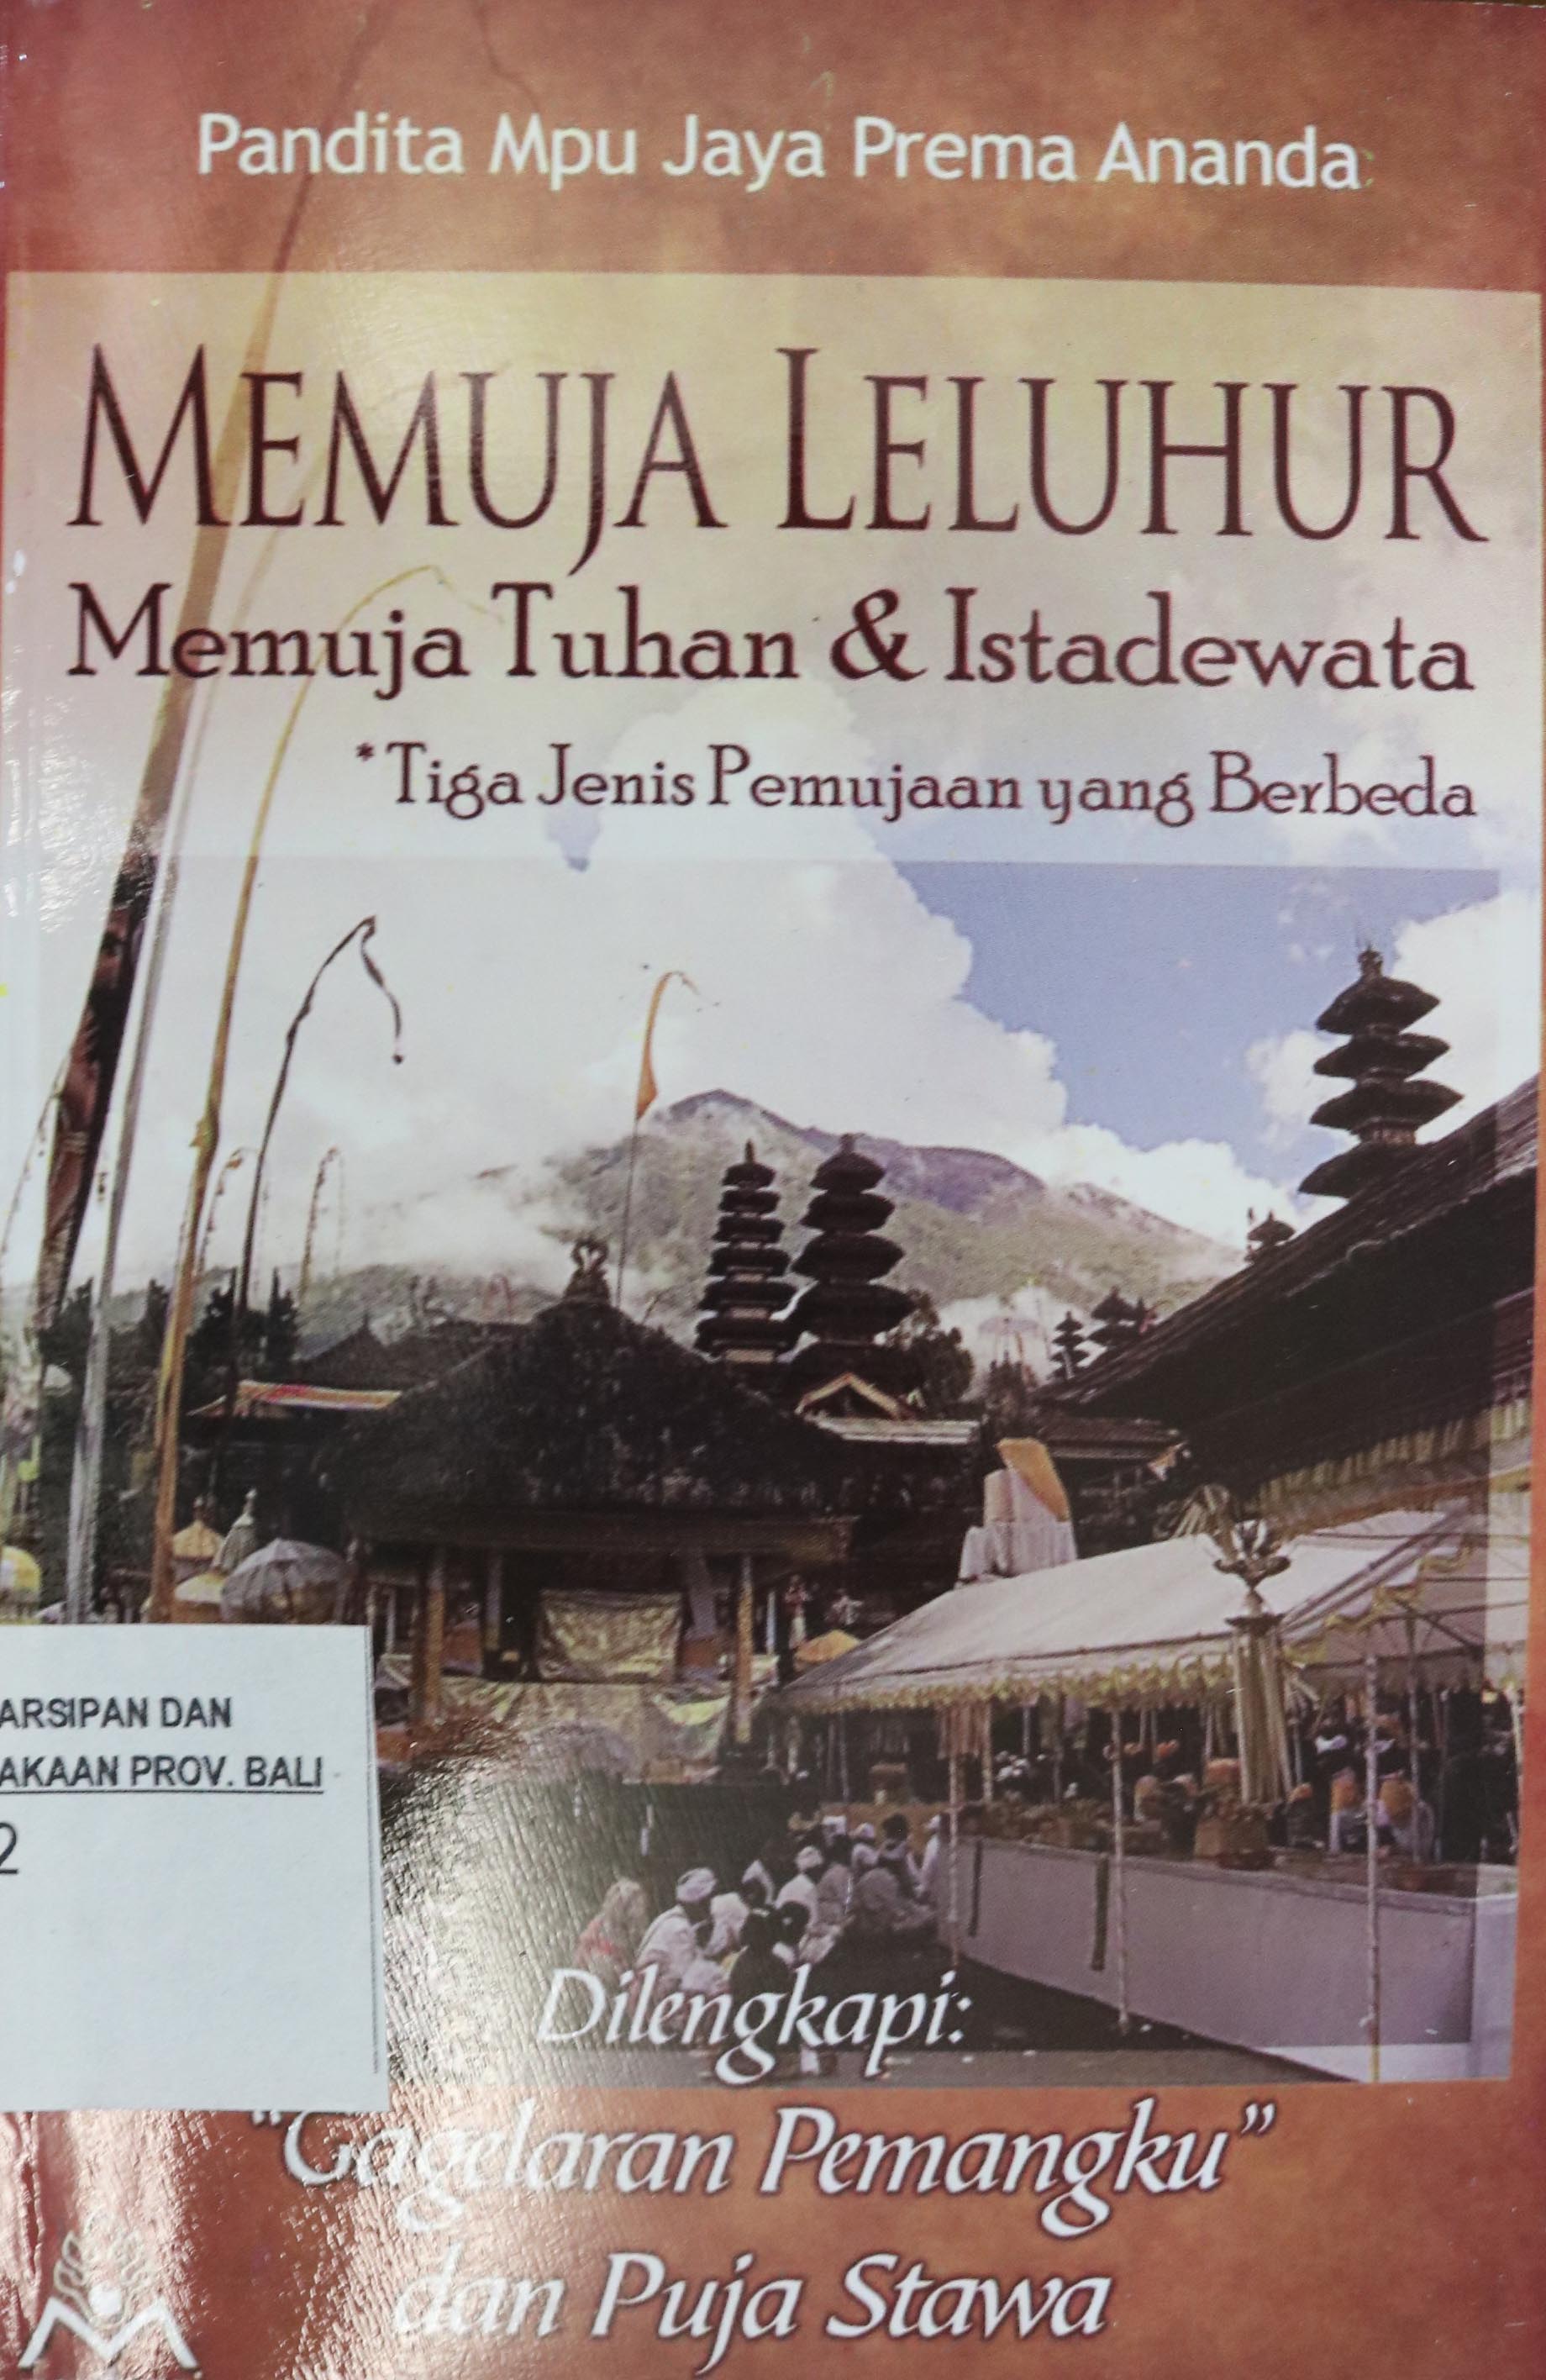 Pandita Mpu Jaya Prema Ananda
MEMUJA LELUHUR
Memuja Tuhan & Istadewata
*Tiga Jenis Pemujaan yang Berbeda
ARSIPAN DAN
AKAAN PROV. BALI
2
Dilengkapi:
"Gagelaran Pemangku"
dan Puja Stawa